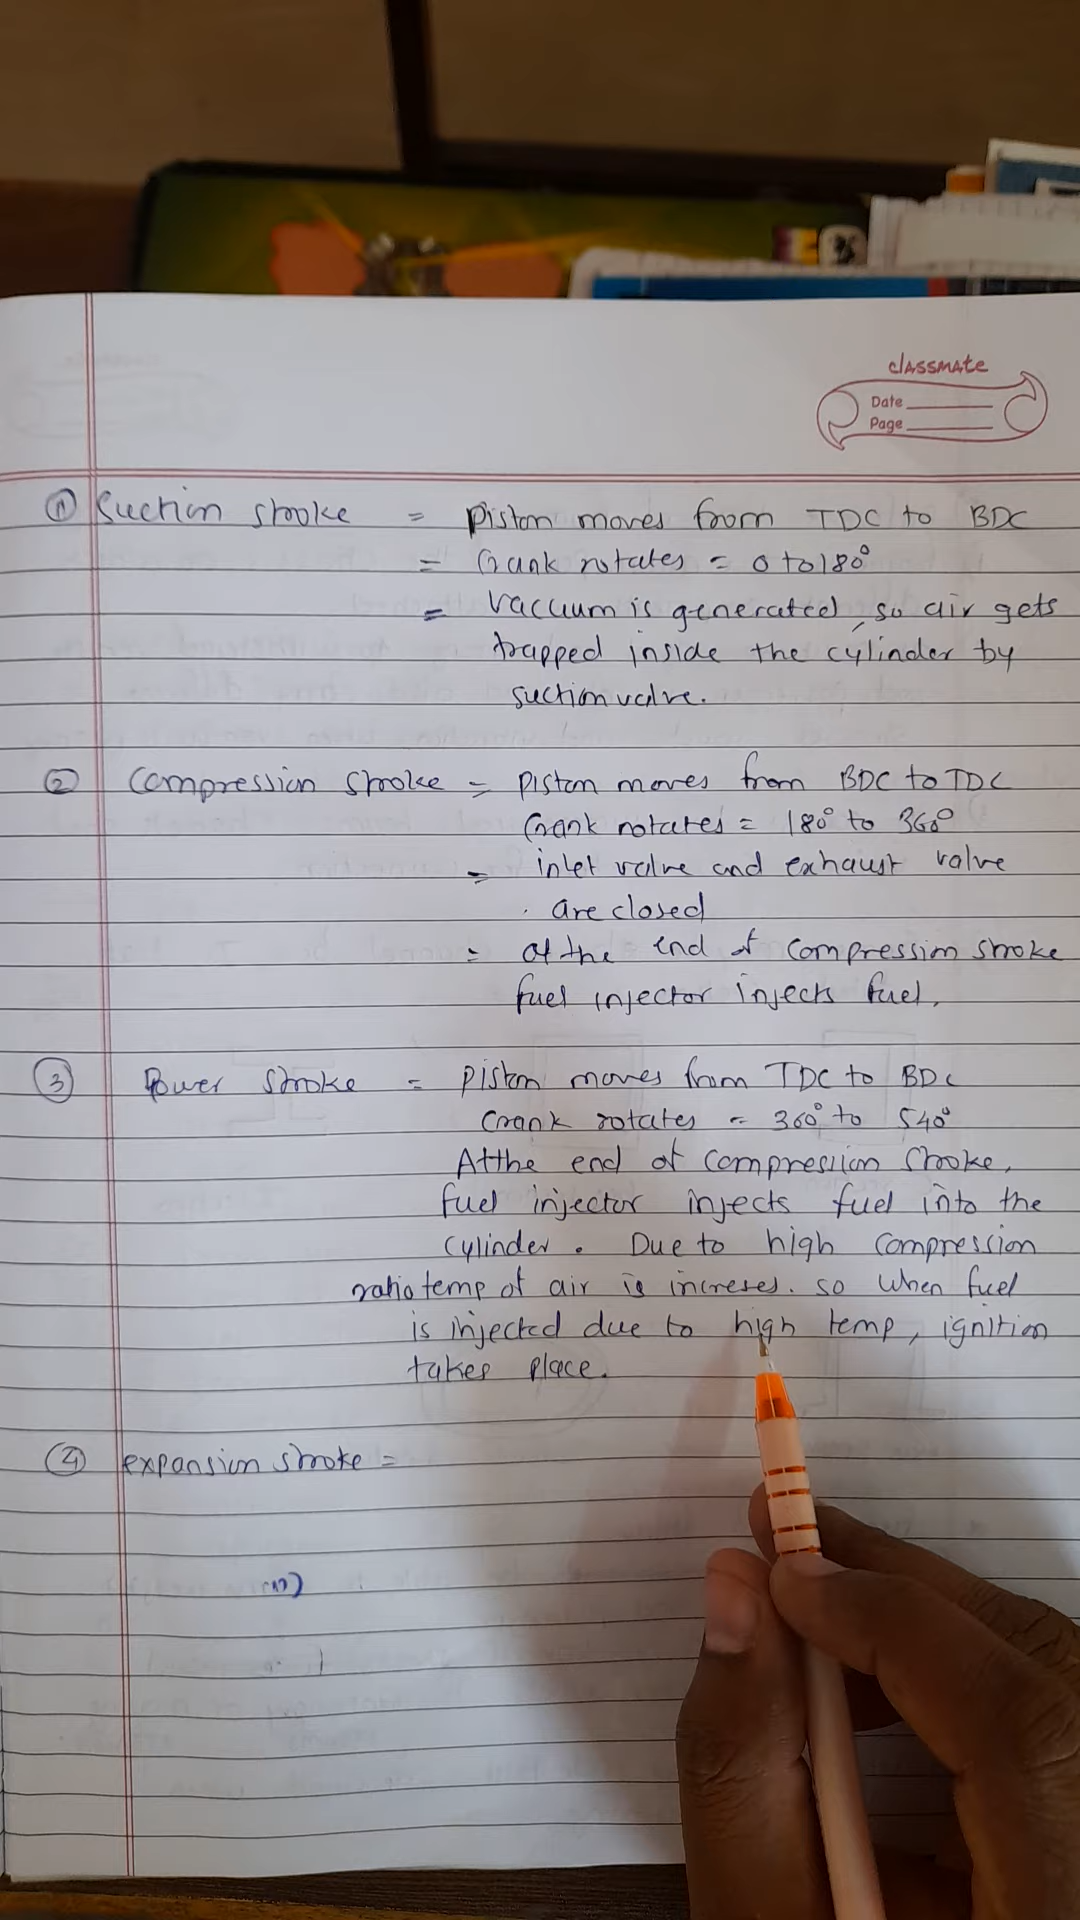 classmate
Date
Page
① Suction stroke = Piston moves from TDC to BDC
= Crank rotates = 0 to 180°
= Vaccum is generated, so air gets
trapped inside the cylinder by
suction valve.
② Compression stroke = Piston moves from BDC to TDC
Crank rotates = 180° to 360°
= inlet valve and exhaust valve
are closed
= at the end of compression stroke
fuel injector injects fuel.
③ Power stroke = Piston moves from TDC to BDC
Crank rotates = 360° to 540°
At the end of compression stroke,
fuel injector injects fuel into the
cylinder. Due to high compression
ratio temp of air is increses. so when fuel
is injected due to high temp, ignition
takes place.
④ expansion stroke =